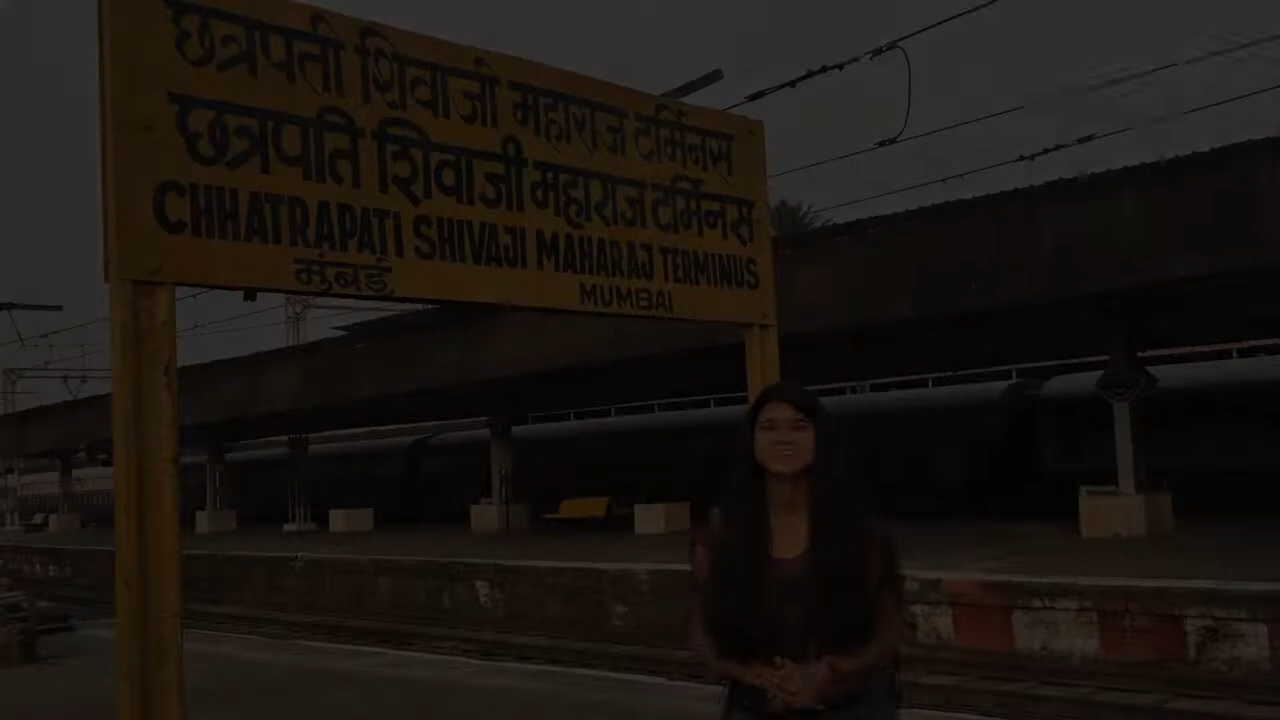 छत्रपती शिवाजी महाराज टर्मिनस
छत्रपति शिवाजी महाराज टर्मिनस
CHHATRAPATI SHIVAJI MAHARAJ TERMINUS
मुंबई
MUMBAI